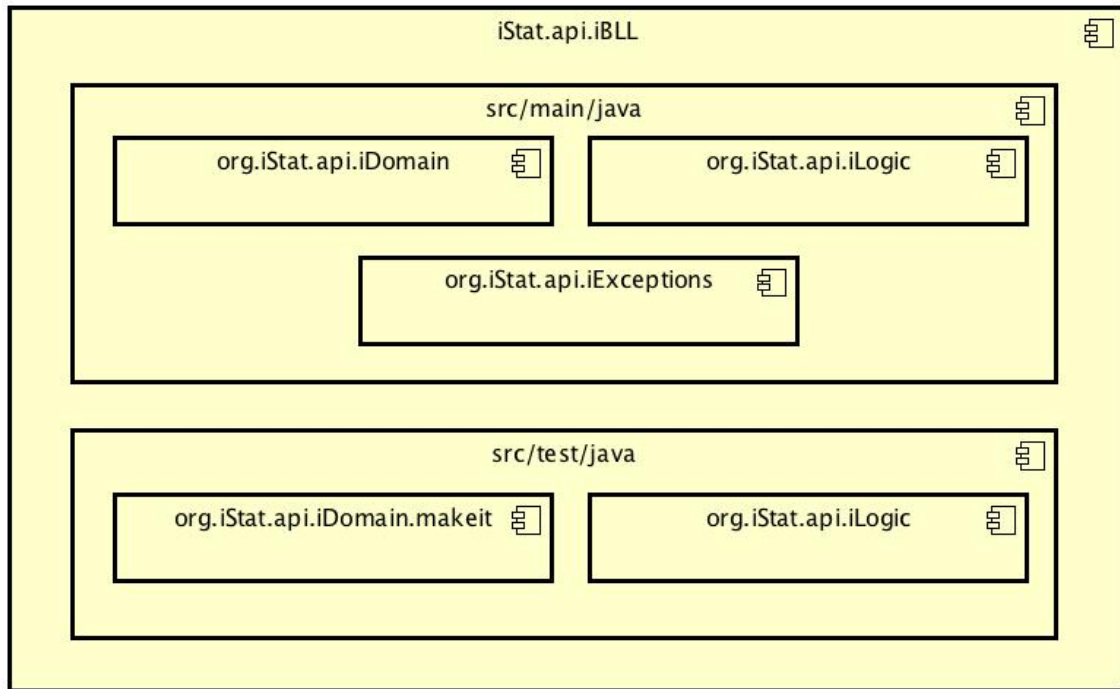 iStat.api.iBLL
src/main/java
org.iStat.api.iDomain
org.iStat.api.iLogic
org.iStat.api.iExceptions
src/test/java
org.iStat.api.iDomain.makeit
org.iStat.api.iLogic